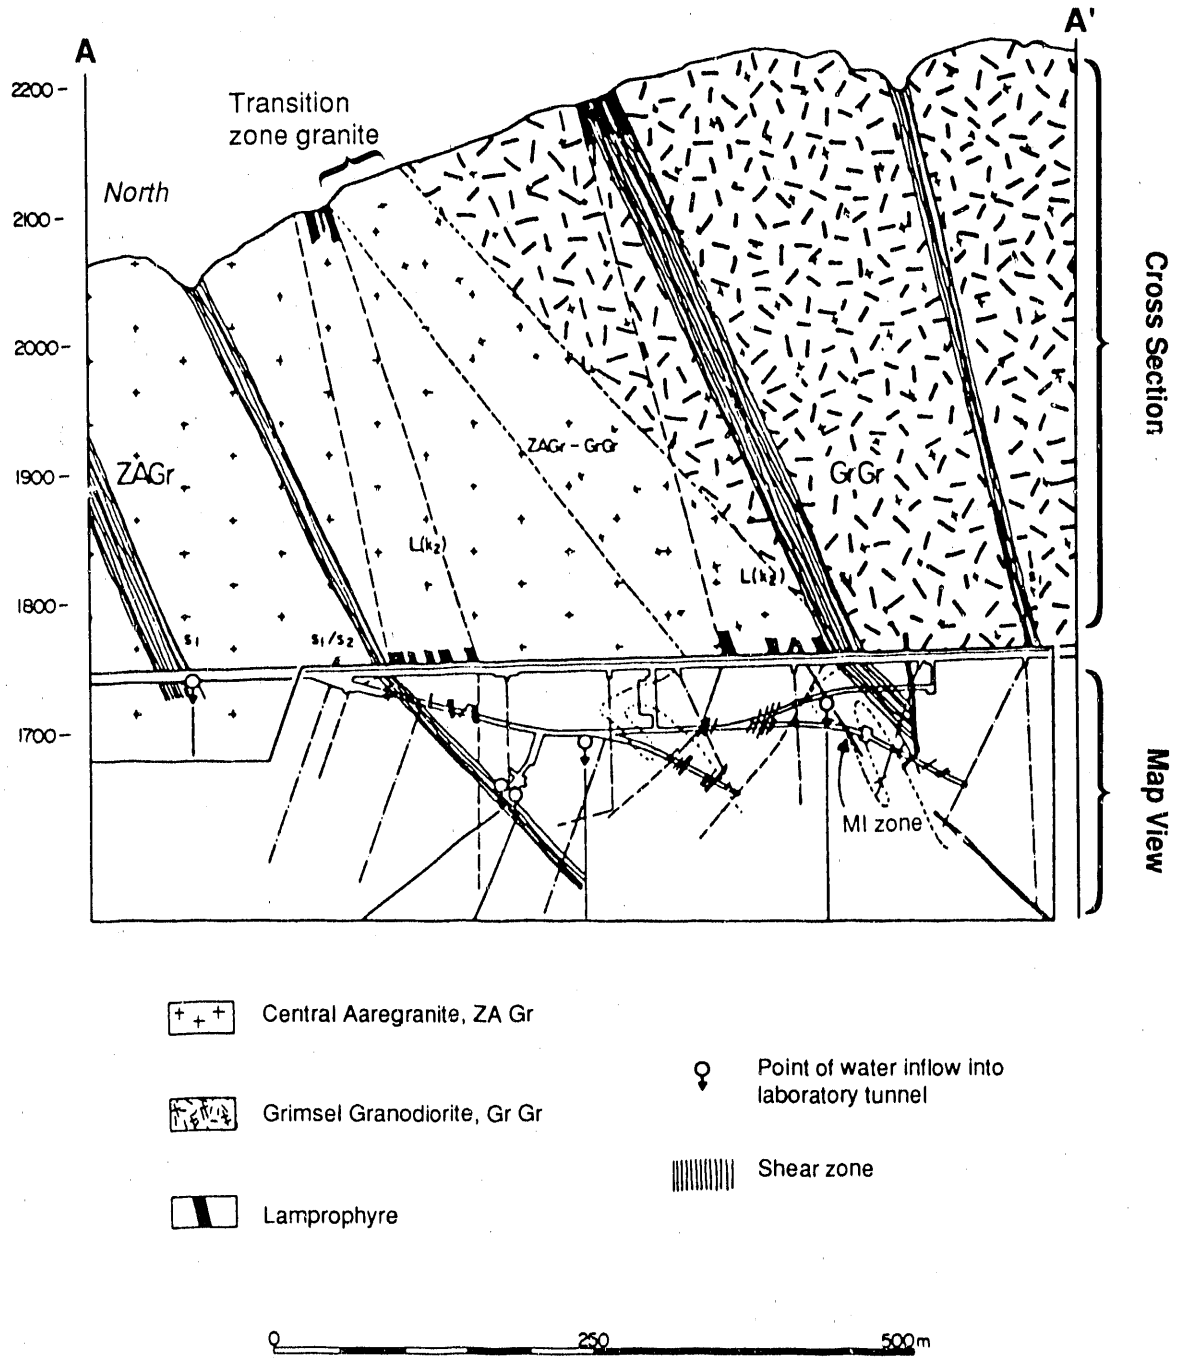 A
A'
2200
Transition
zone granite
North
2100
Cross Section
2000
ZAGr - GrGr
1900
ZAGr
GrGr
L(k2)
L(k2)
1800
S1
S1/S2
L
1700
Map View
MI zone
Central Aaregranite, ZA Gr
Point of water inflow into
laboratory tunnel
Grimsel Granodiorite, Gr Gr
Shear zone
Lamprophyre
0
250
500m